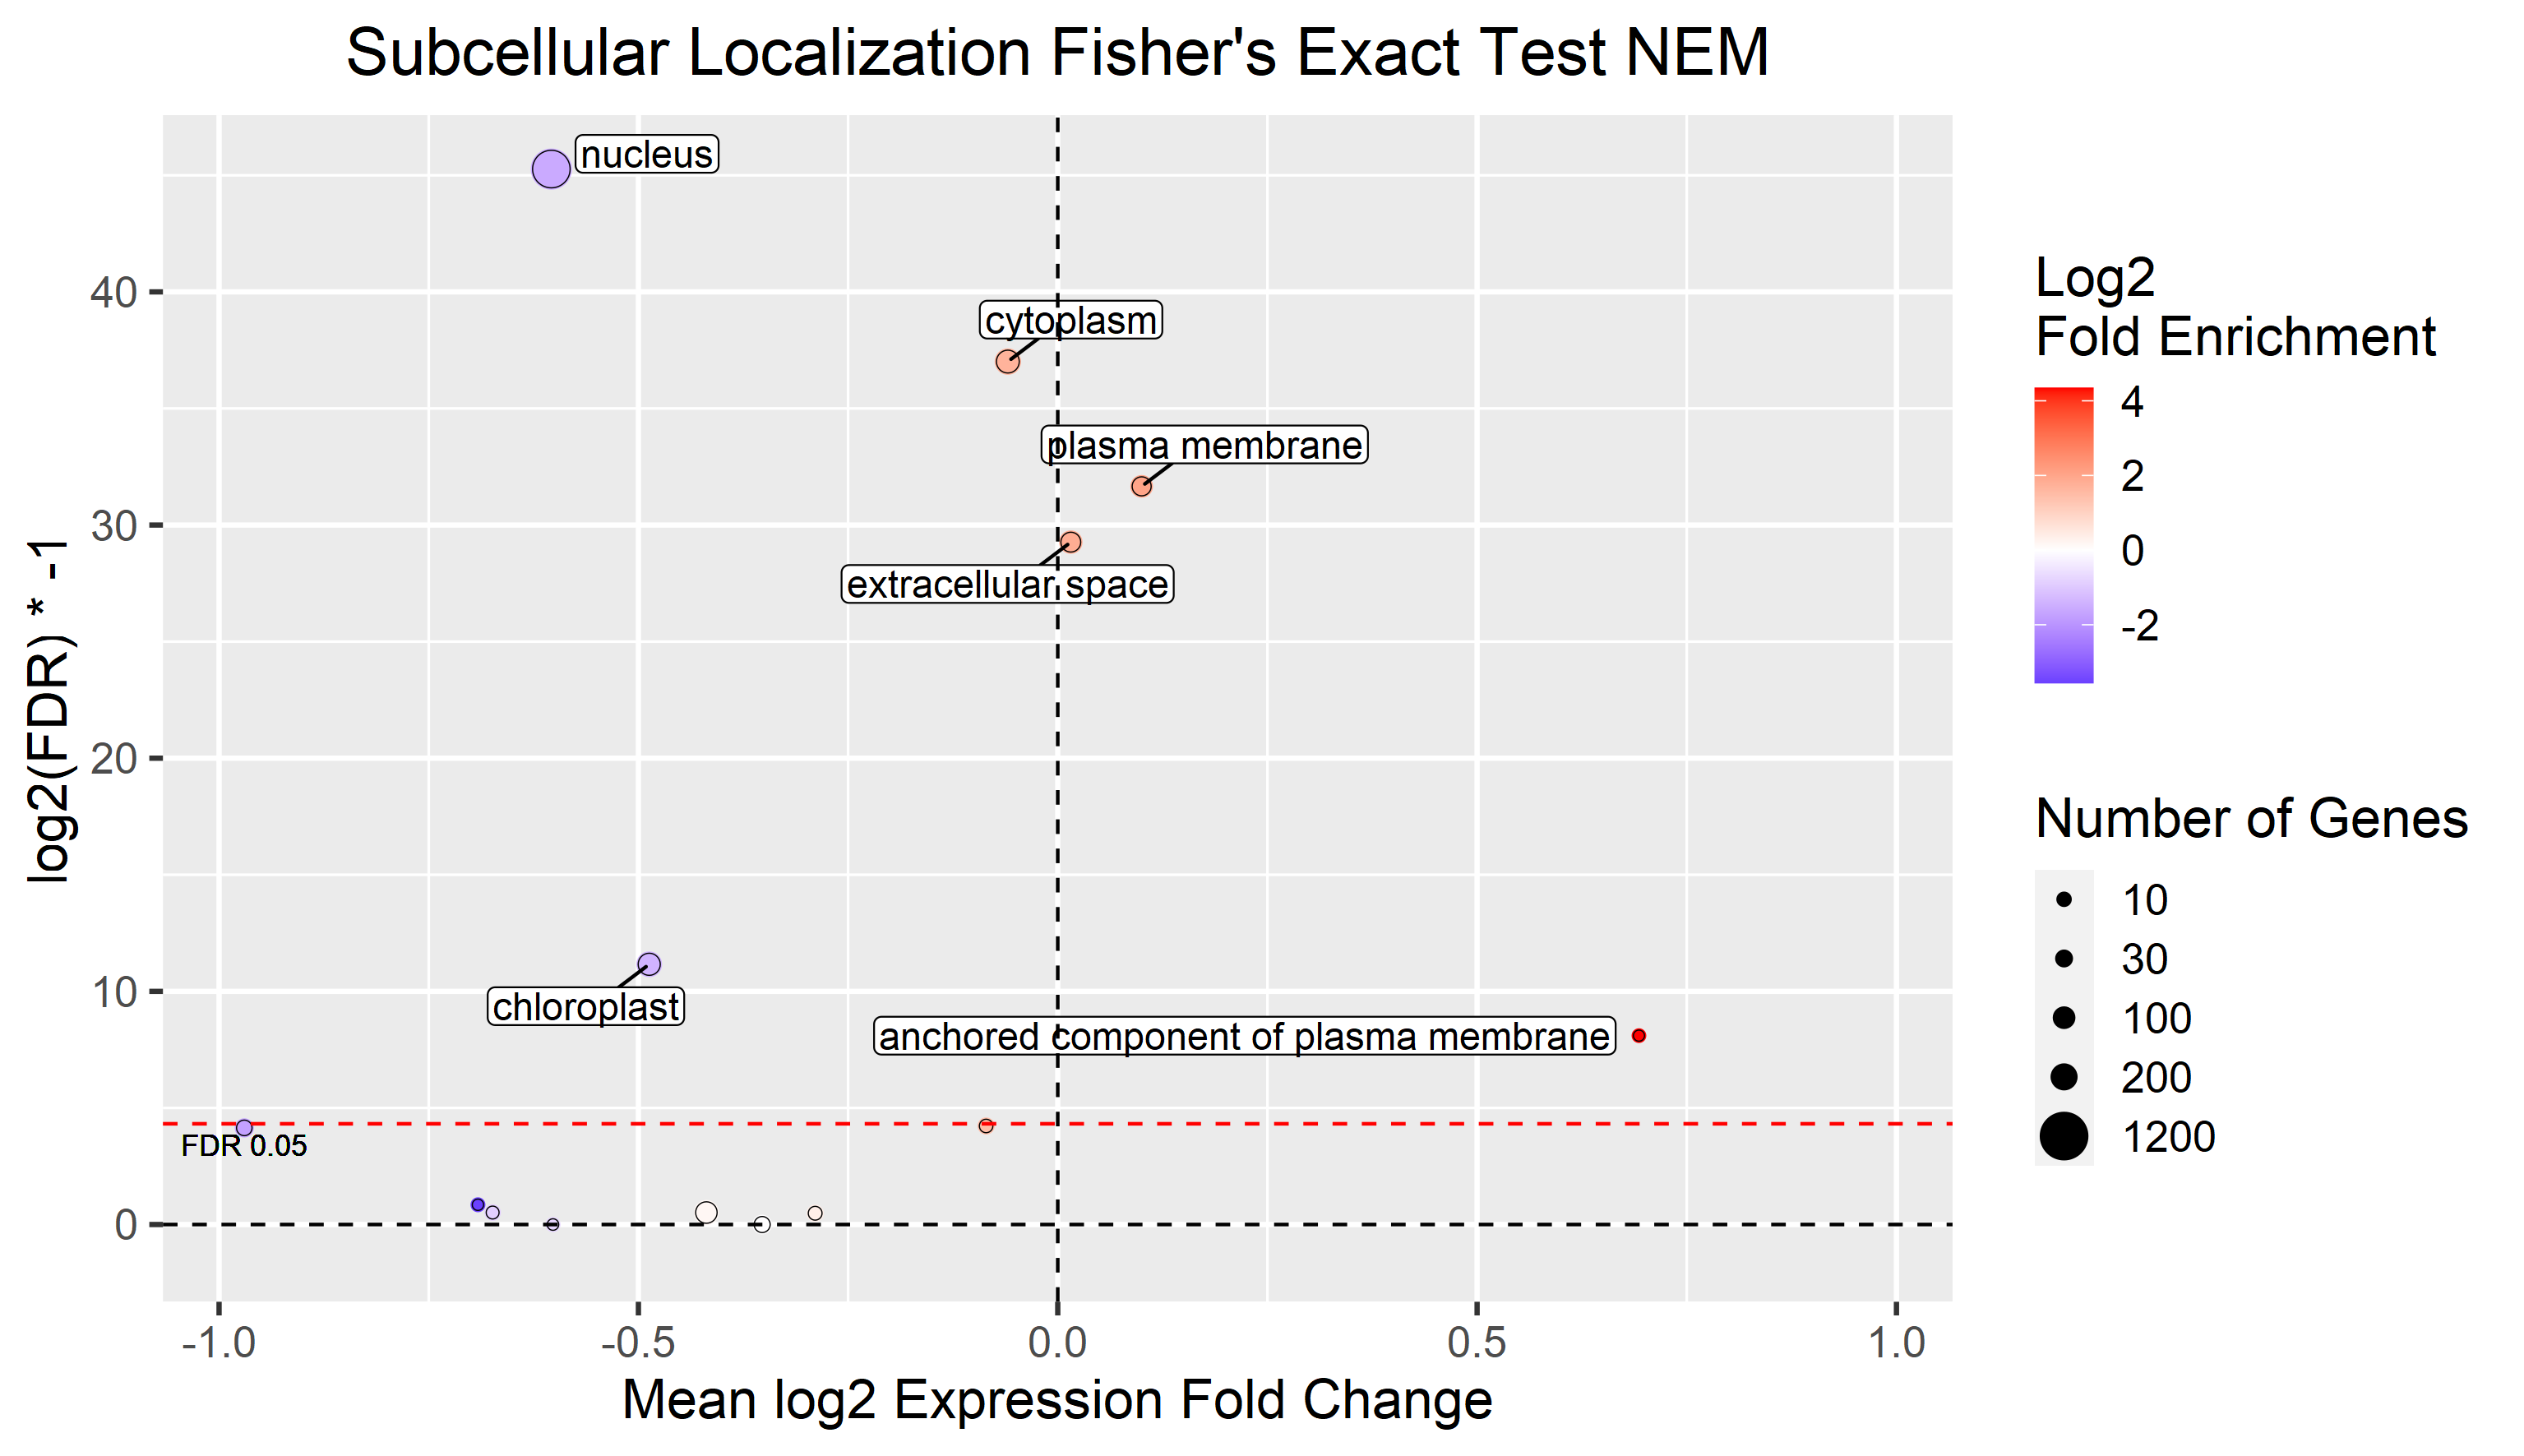 Subcellular Localization Fisher's Exact Test NEM
log2(FDR) * -1
40
30
20
10
0
nucleus
cytoplasm
plasma membrane
extracellular space
chloroplast
anchored component of plasma membrane
FDR 0.05
-1.0
-0.5
0.0
0.5
1.0
Mean log2 Expression Fold Change
Log2
Fold Enrichment
4
2
0
-2
Number of Genes
10
30
100
200
1200